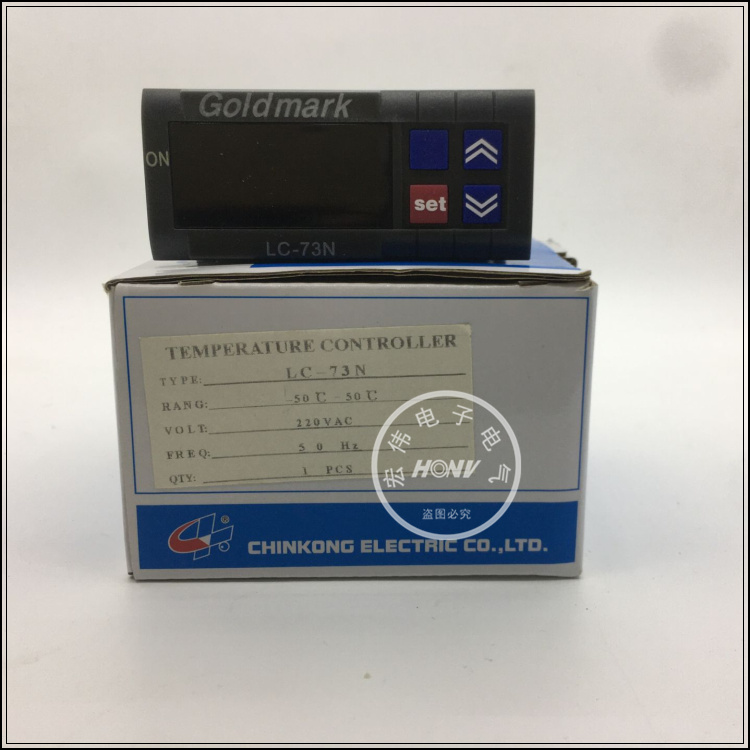 Goldmark
ON
set
LC-73N
TEMPERATURE CONTROLLER
TYPE: LC-73N
RANG: -50℃-50℃
VOLT: 220VAC
FREQ: 50 Hz
QTY: 1 PCS
宏伟电子电气
HONV
盗图必究
CHINKONG ELECTRIC CO.,LTD.